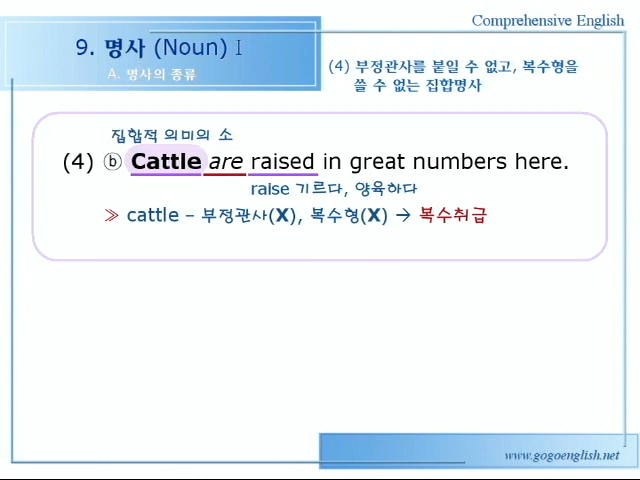 Comprehensive English
9. 명사 (Noun) I
A. 명사의 종류
(4) 부정관사를 붙일 수 없고, 복수형을
쓸 수 없는 집합명사
집합적 의미의 소
(4) ⓑ Cattle are raised in great numbers here.
raise 기르다, 양육하다
≫ cattle – 부정관사(X), 복수형(X) → 복수취급
www.gogoenglish.net